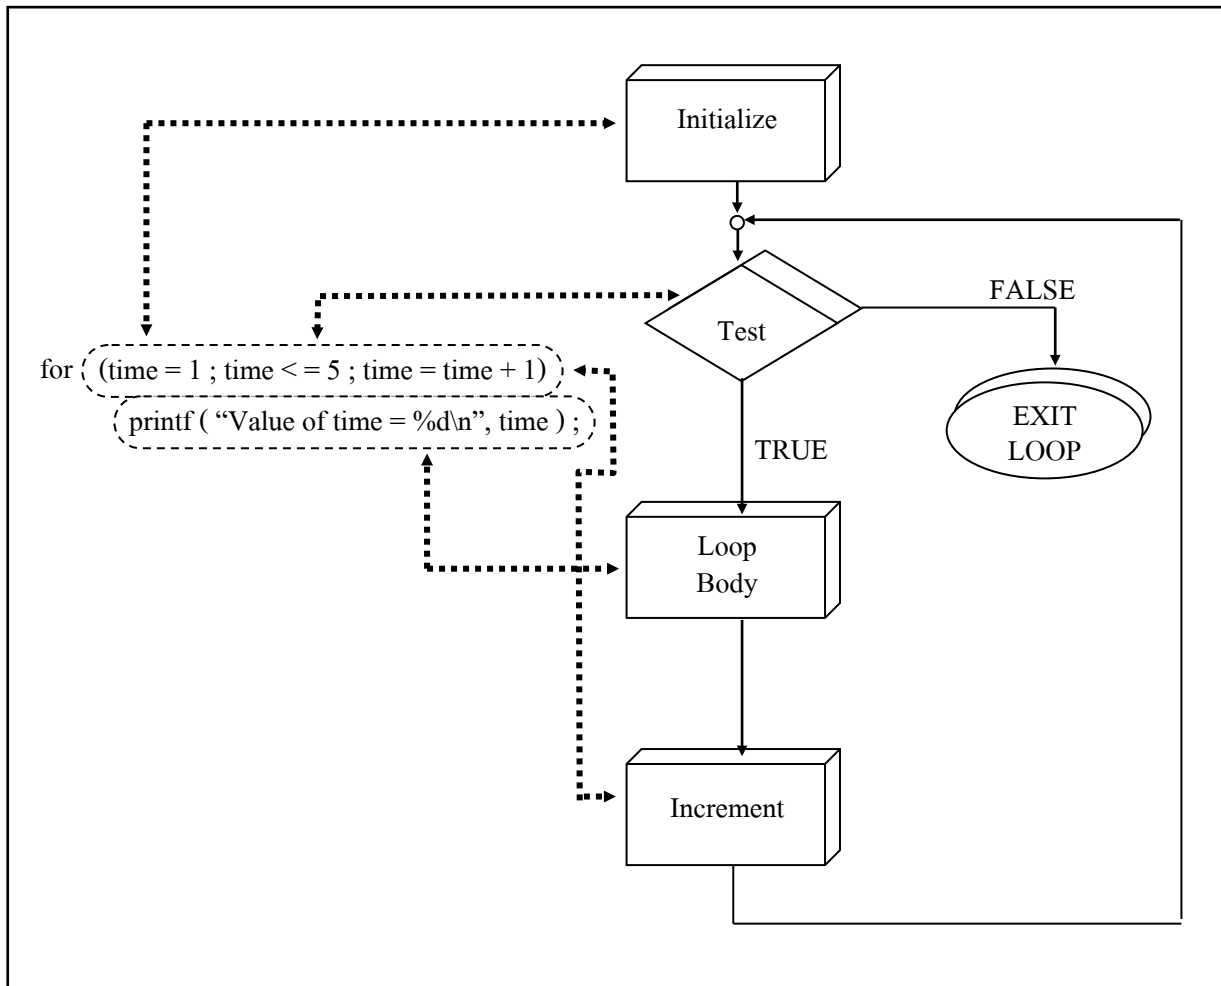 Initialize
FALSE
Test
for (time = 1 ; time < = 5 ; time = time + 1)
printf ( “Value of time = %d\n”, time ) ;
EXIT
LOOP
TRUE
Loop
Body
Increment